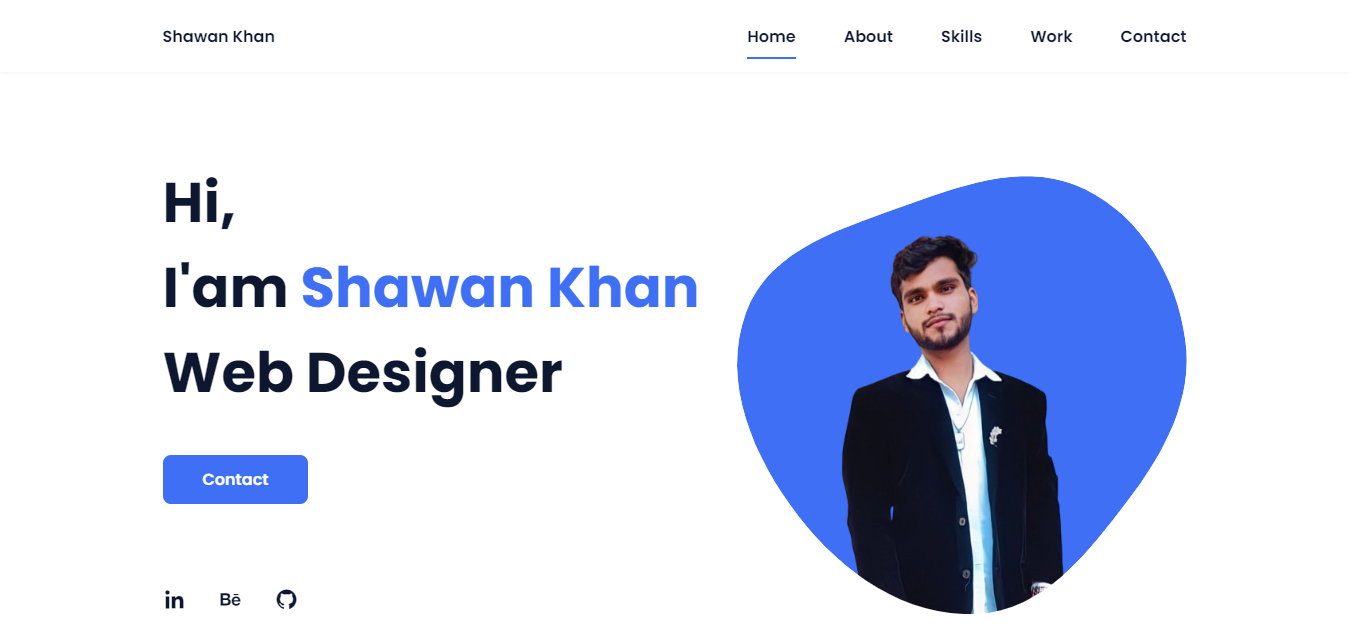 Shawan Khan
Home About Skills Work Contact
Hi,
I'am Shawan Khan
Web Designer
Contact
in Bē